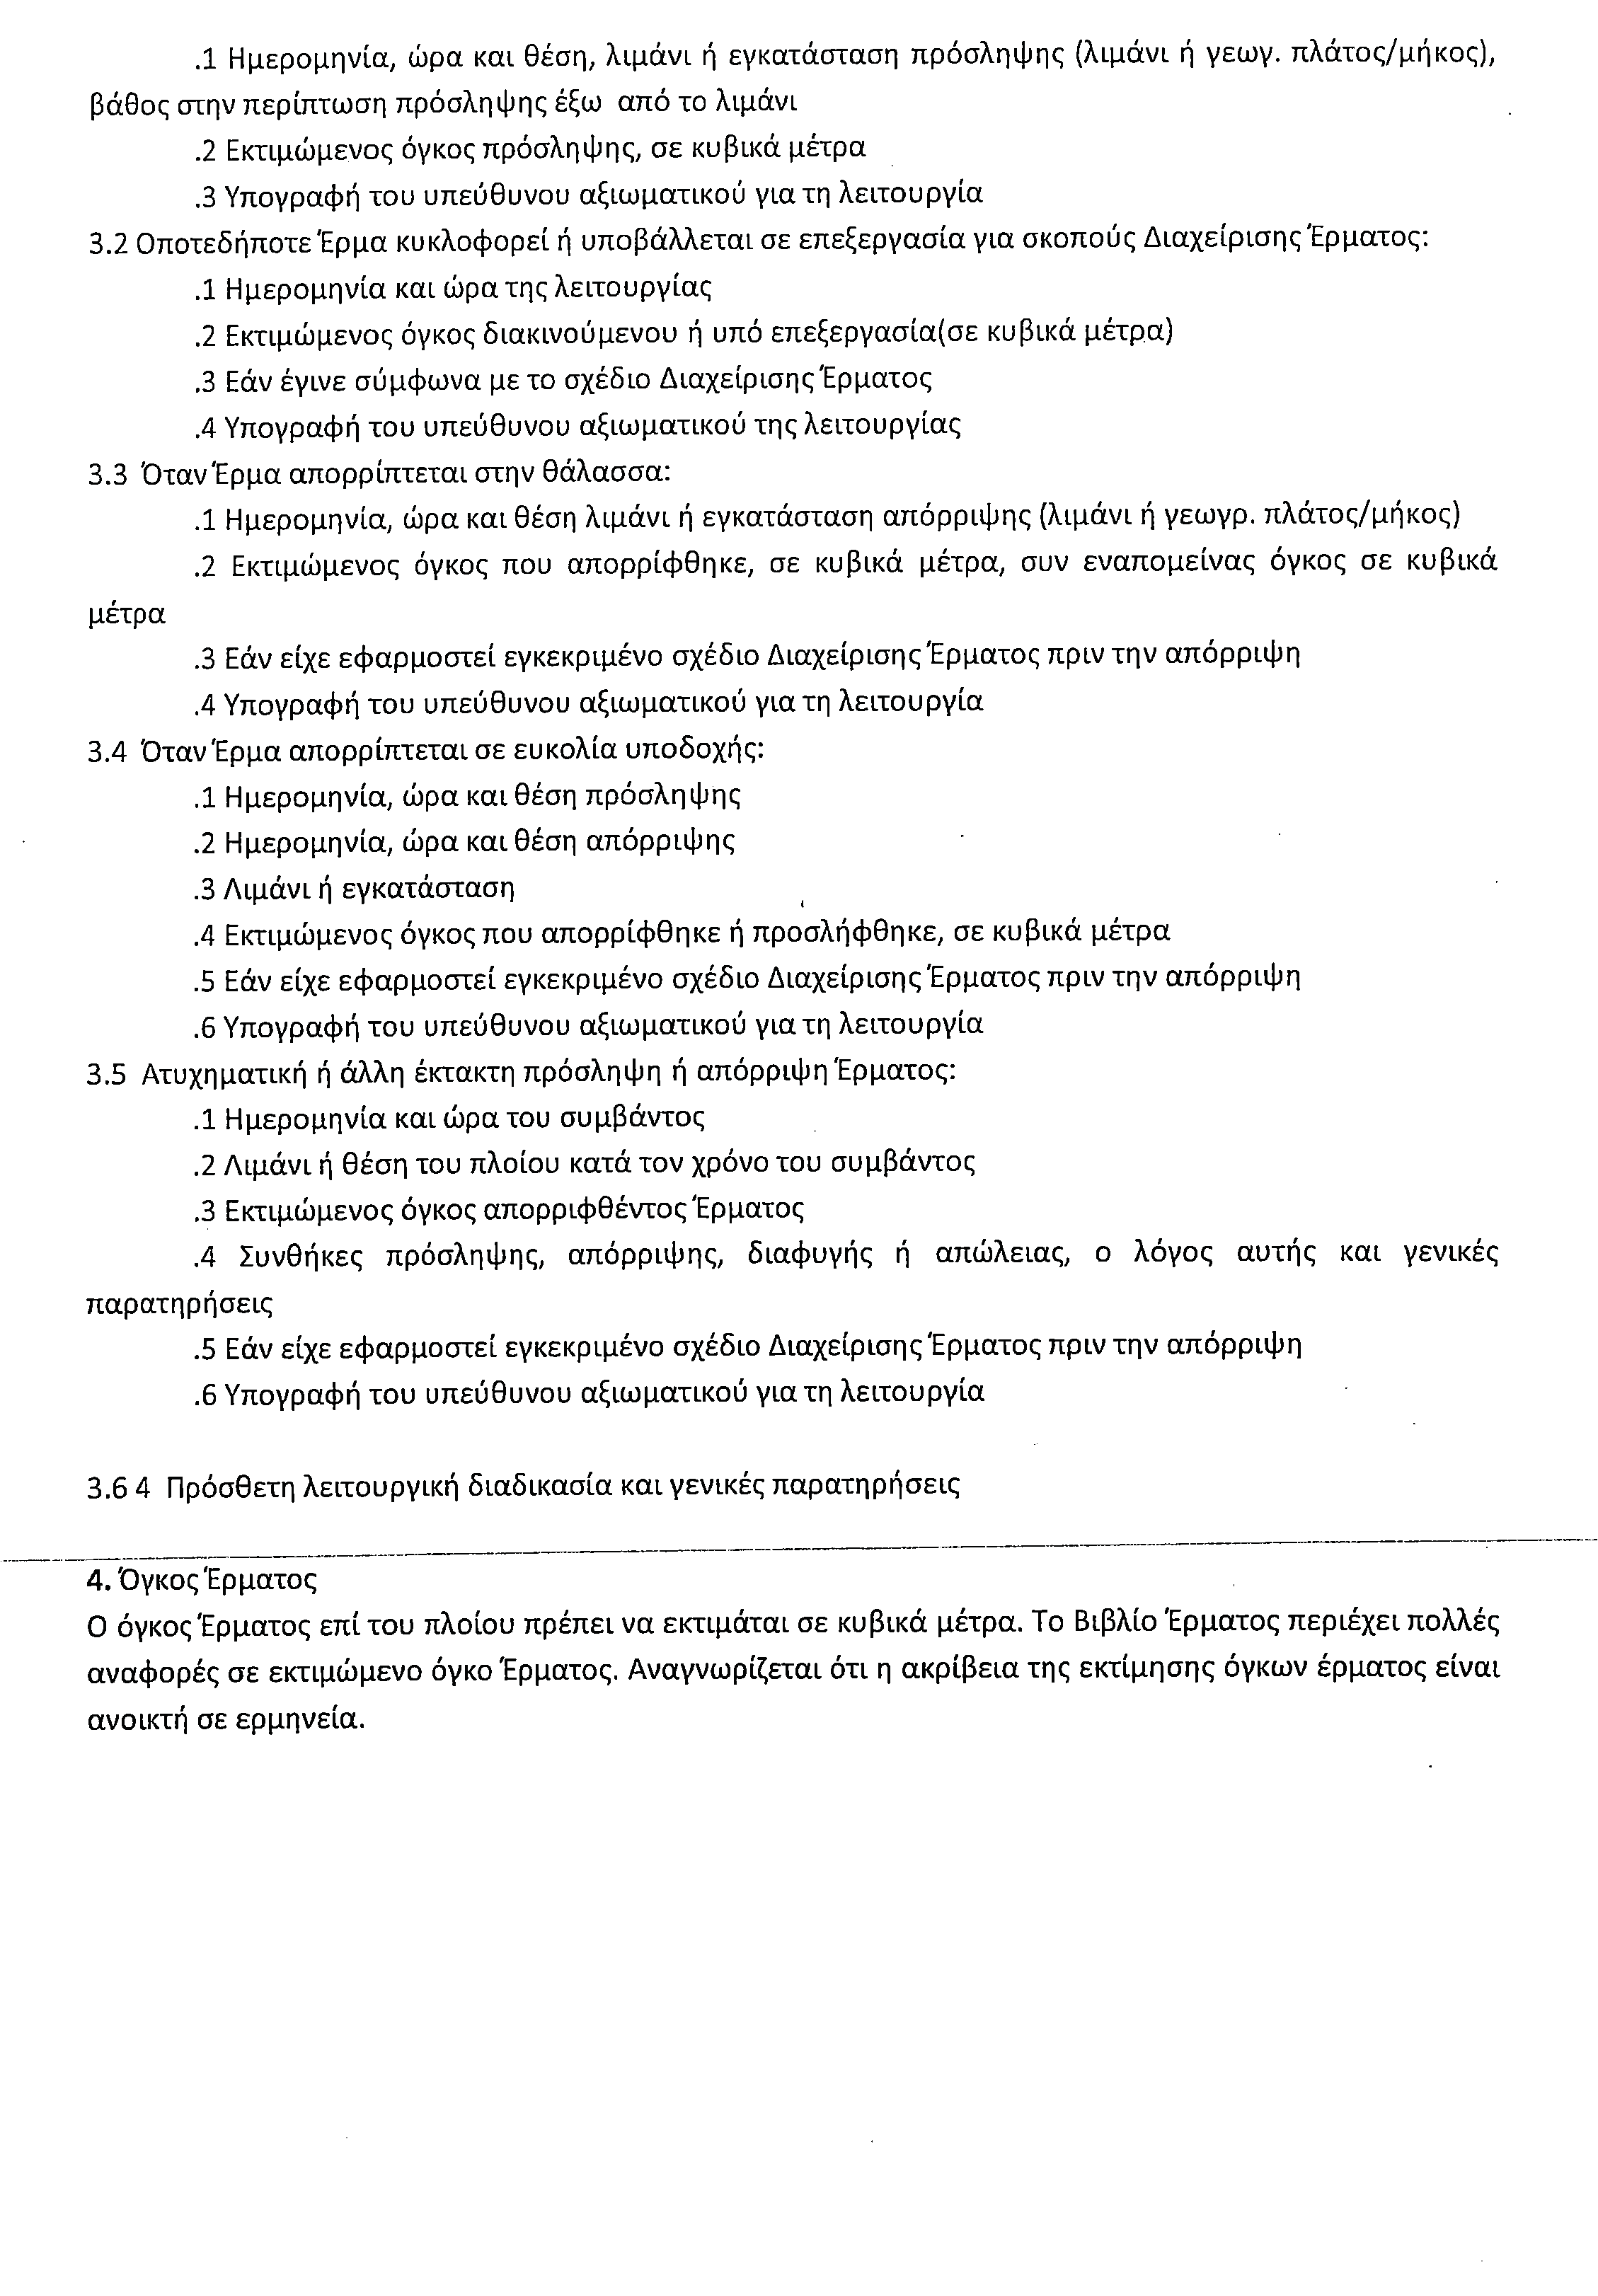 .1 Ημερομηνία, ώρα και θέση, λιμάνι ή εγκατάσταση πρόσληψης (λιμάνι ή γεωγ. πλάτος/μήκος),
βάθος στην περίπτωση πρόσληψης έξω από το λιμάνι
.2 Εκτιμώμενος όγκος πρόσληψης, σε κυβικά μέτρα
.3 Υπογραφή του υπεύθυνου αξιωματικού για τη λειτουργία
3.2 Οποτεδήποτε Έρμα κυκλοφορεί ή υποβάλλεται σε επεξεργασία για σκοπούς Διαχείρισης Έρματος:
.1 Ημερομηνία και ώρα της λειτουργίας
.2 Εκτιμώμενος όγκος διακινούμενου ή υπό επεξεργασία(σε κυβικά μέτρα)
.3 Εάν έγινε σύμφωνα με το σχέδιο Διαχείρισης Έρματος
.4 Υπογραφή του υπεύθυνου αξιωματικού της λειτουργίας
3.3 Όταν Έρμα απορρίπτεται στην θάλασσα:
.1 Ημερομηνία, ώρα και θέση λιμάνι ή εγκατάσταση απόρριψης (λιμάνι ή γεωγρ. πλάτος/μήκος)
.2 Εκτιμώμενος όγκος που απορρίφθηκε, σε κυβικά μέτρα, συν εναπομείνας όγκος σε κυβικά
μέτρα
.3 Εάν είχε εφαρμοστεί εγκεκριμένο σχέδιο Διαχείρισης Έρματος πριν την απόρριψη
.4 Υπογραφή του υπεύθυνου αξιωματικού για τη λειτουργία
3.4 Όταν Έρμα απορρίπτεται σε ευκολία υποδοχής:
.1 Ημερομηνία, ώρα και θέση πρόσληψης
.2 Ημερομηνία, ώρα και θέση απόρριψης
.3 Λιμάνι ή εγκατάσταση
.4 Εκτιμώμενος όγκος που απορρίφθηκε ή προσλήφθηκε, σε κυβικά μέτρα
.5 Εάν είχε εφαρμοστεί εγκεκριμένο σχέδιο Διαχείρισης Έρματος πριν την απόρριψη
.6 Υπογραφή του υπεύθυνου αξιωματικού για τη λειτουργία
3.5 Ατυχηματική ή άλλη έκτακτη πρόσληψη ή απόρριψη Έρματος:
.1 Ημερομηνία και ώρα του συμβάντος
.2 Λιμάνι ή θέση του πλοίου κατά τον χρόνο του συμβάντος
.3 Εκτιμώμενος όγκος απορριφθέντος Έρματος
.4 Συνθήκες πρόσληψης, απόρριψης, διαφυγής ή απώλειας, ο λόγος αυτής και γενικές
παρατηρήσεις
.5 Εάν είχε εφαρμοστεί εγκεκριμένο σχέδιο Διαχείρισης Έρματος πριν την απόρριψη
.6 Υπογραφή του υπεύθυνου αξιωματικού για τη λειτουργία
3.6 4 Πρόσθετη λειτουργική διαδικασία και γενικές παρατηρήσεις
4. Όγκος Έρματος
Ο όγκος Έρματος επί του πλοίου πρέπει να εκτιμάται σε κυβικά μέτρα. Το Βιβλίο Έρματος περιέχει πολλές
αναφορές σε εκτιμώμενο όγκο Έρματος. Αναγνωρίζεται ότι η ακρίβεια της εκτίμησης όγκων έρματος είναι
ανοικτή σε ερμηνεία.